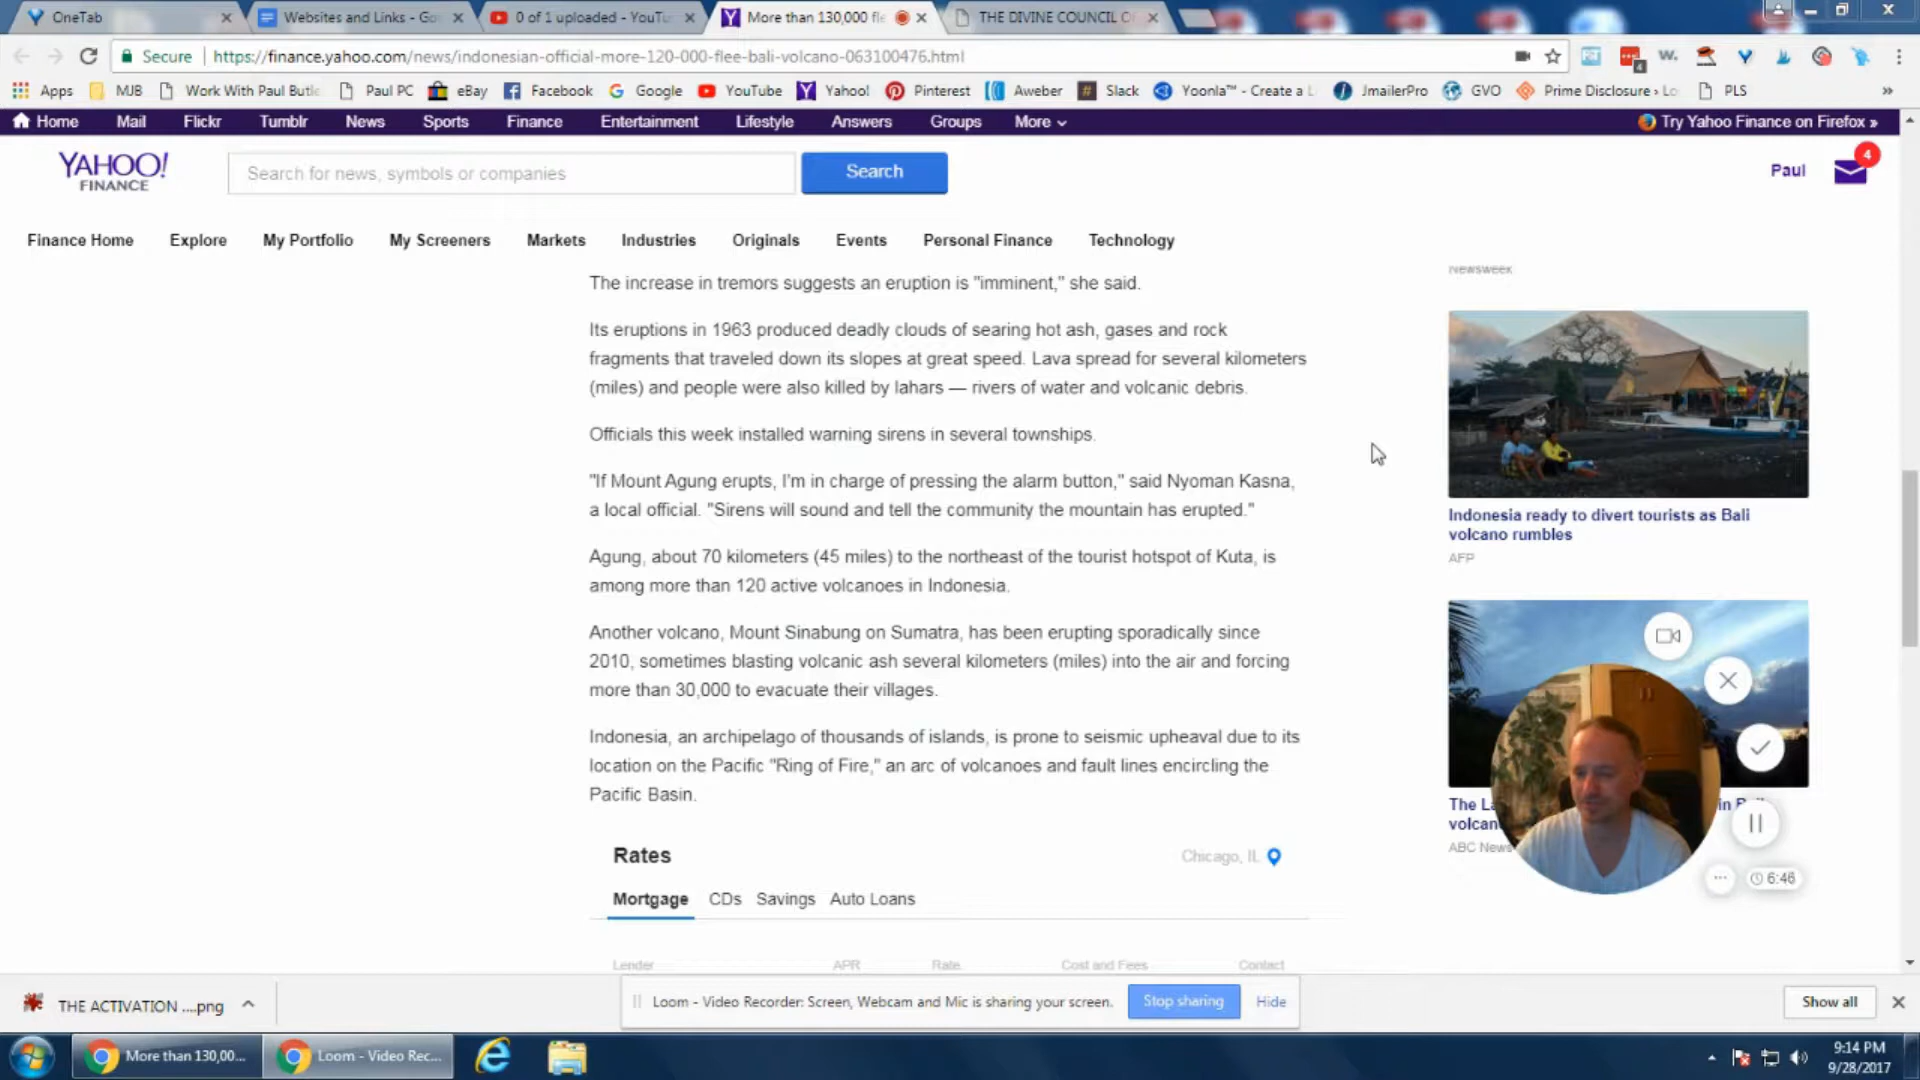 OneTab
Websites and Links - Go
0 of 1 uploaded - YouTu
More than 130,000 fle
THE DIVINE COUNCIL O
Secure
https://finance.yahoo.com/news/indonesian-official-more-120-000-flee-bali-volcano-063100476.html
4
W.
Apps
MJB
Work With Paul Butle
Paul PC
eBay
Facebook
Google
YouTube
Yahoo!
Pinterest
Aweber
Slack
Yoonla™ - Create a L
JmailerPro
GVO
Prime Disclosure › Lo
PLS
»
Home
Mail
Flickr
Tumblr
News
Sports
Finance
Entertainment
Lifestyle
Answers
Groups
More
Try Yahoo Finance on Firefox »
YAHOO!
FINANCE
Search for news, symbols or companies
Search
Paul
4
Finance Home
Explore
My Portfolio
My Screeners
Markets
Industries
Originals
Events
Personal Finance
Technology
The increase in tremors suggests an eruption is "imminent," she said.
Its eruptions in 1963 produced deadly clouds of searing hot ash, gases and rock
fragments that traveled down its slopes at great speed. Lava spread for several kilometers
(miles) and people were also killed by lahars — rivers of water and volcanic debris.
Officials this week installed warning sirens in several townships.
"If Mount Agung erupts, I'm in charge of pressing the alarm button," said Nyoman Kasna,
a local official. "Sirens will sound and tell the community the mountain has erupted."
Agung, about 70 kilometers (45 miles) to the northeast of the tourist hotspot of Kuta, is
among more than 120 active volcanoes in Indonesia.
Another volcano, Mount Sinabung on Sumatra, has been erupting sporadically since
2010, sometimes blasting volcanic ash several kilometers (miles) into the air and forcing
more than 30,000 to evacuate their villages.
Indonesia, an archipelago of thousands of islands, is prone to seismic upheaval due to its
location on the Pacific "Ring of Fire," an arc of volcanoes and fault lines encircling the
Pacific Basin.
Newsweek
Indonesia ready to divert tourists as Bali
volcano rumbles
AFP
The La
in B
volcan
ABC News
6:46
Rates
Chicago, IL
Mortgage
CDs
Savings
Auto Loans
Lender
APR
Rate
Cost and Fees
Contact
THE ACTIVATION ....png
Loom - Video Recorder: Screen, Webcam and Mic is sharing your screen.
Stop sharing
Hide
Show all
More than 130,00...
Loom - Video Rec...
9:14 PM
9/28/2017